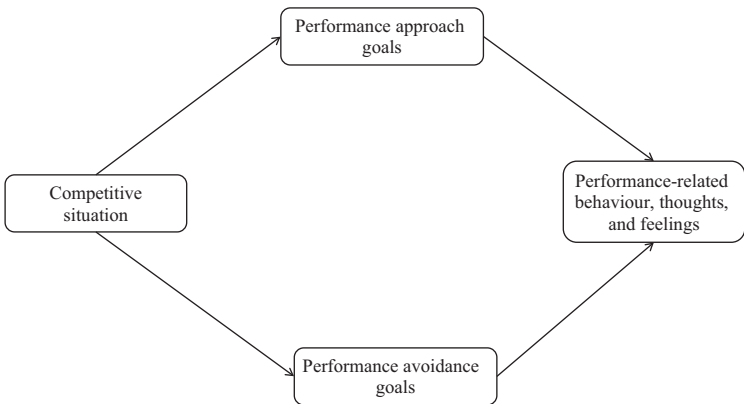 Performance approach
goals
Competitive
situation
Performance-related
behaviour, thoughts,
and feelings
Performance avoidance
goals